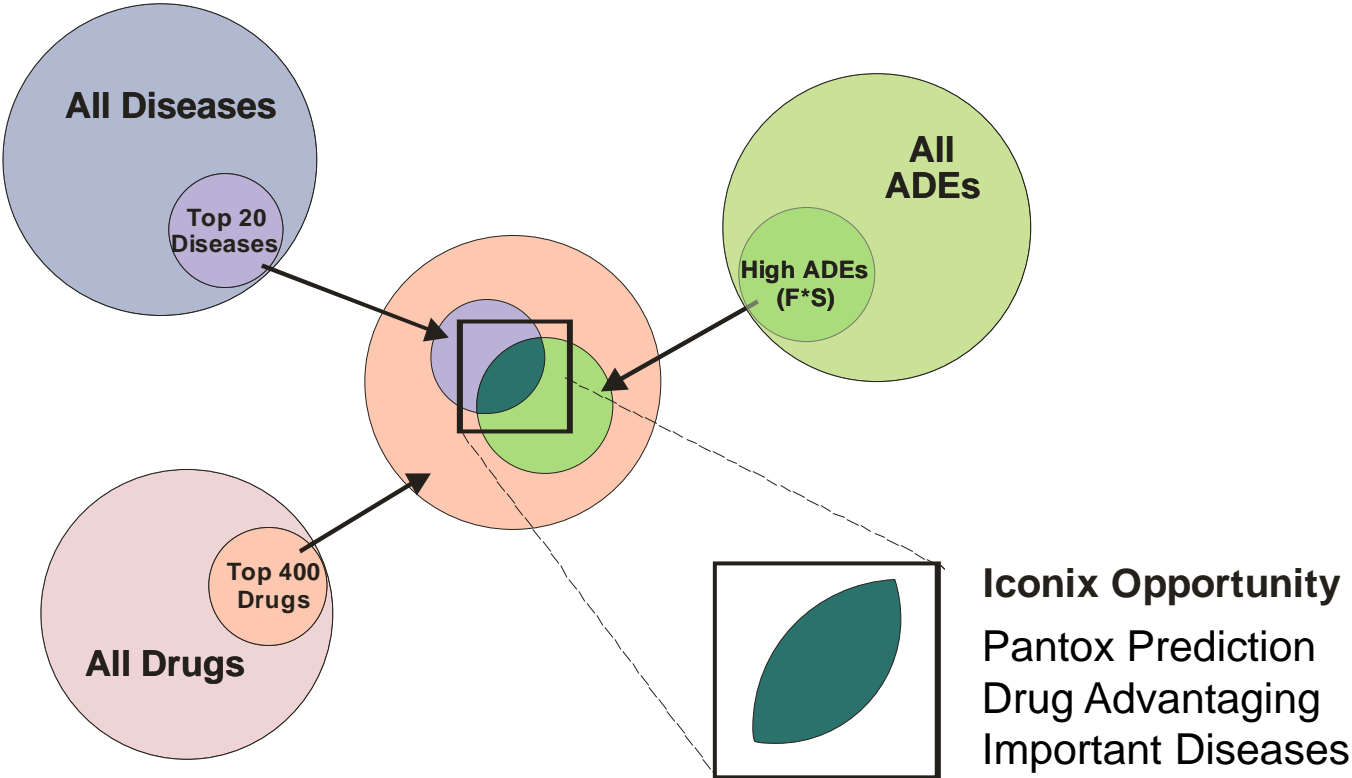 All Diseases
Top 20
Diseases
All
ADEs
High ADEs
(F*S)
Top 400
Drugs
All Drugs
Iconix Opportunity
Pantox Prediction
Drug Advantaging
Important Diseases